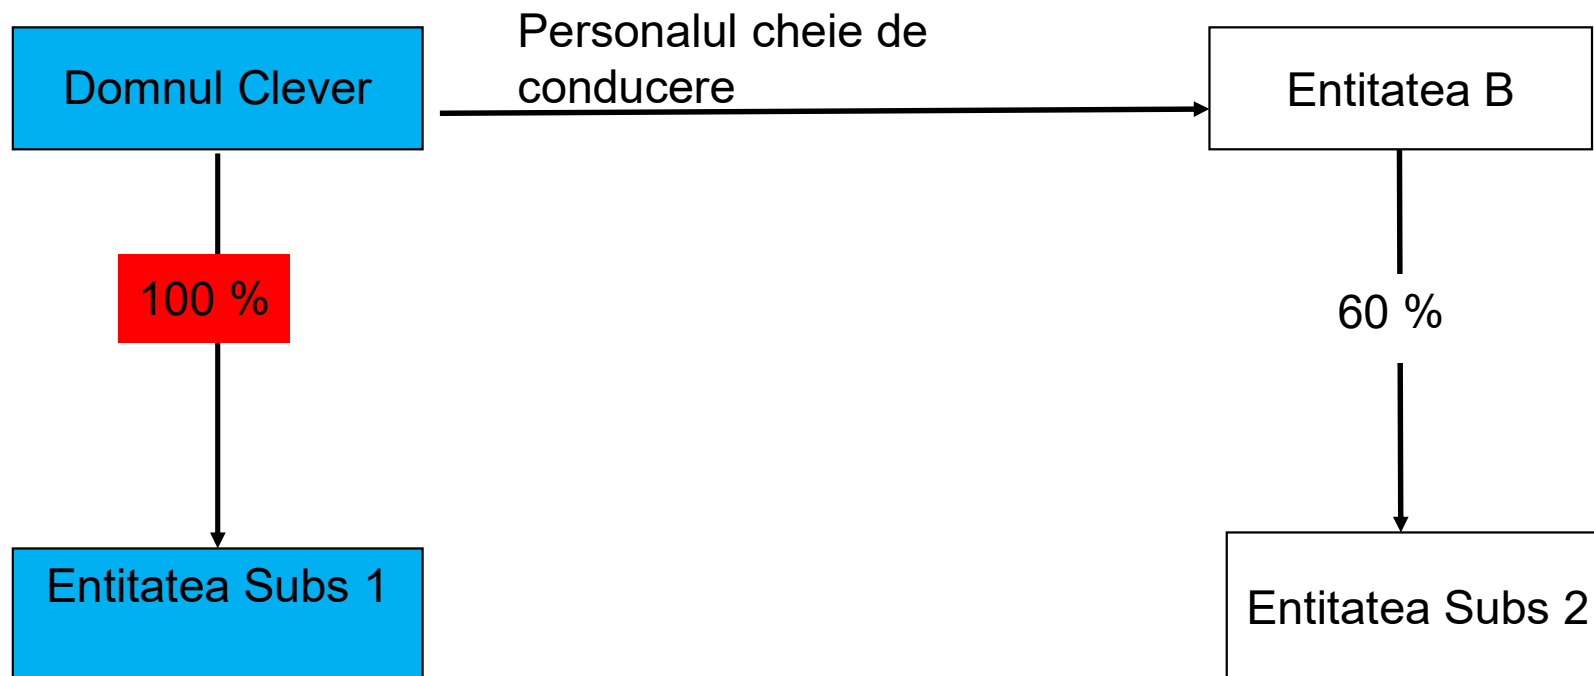 Domnul Clever
Personalul cheie de
conducere
Entitatea B
100 %
60 %
Entitatea Subs 1
Entitatea Subs 2